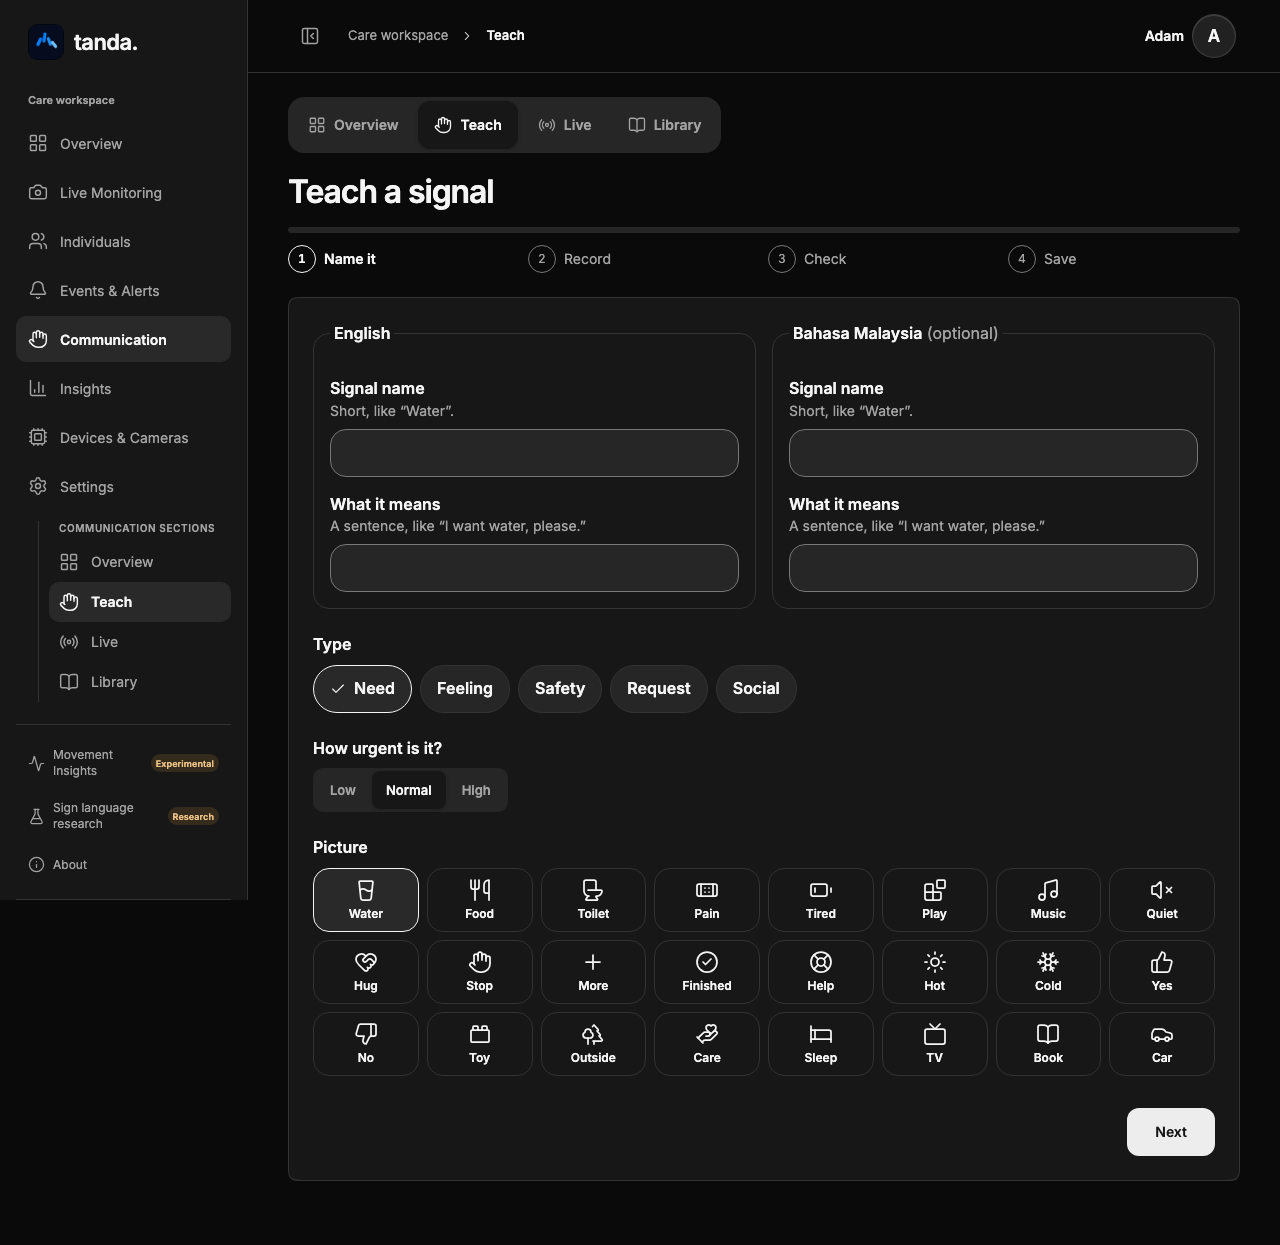 tanda.
Care workspace
Overview
Live Monitoring
Individuals
Events & Alerts
Communication
Insights
Devices & Cameras
Settings
COMMUNICATION SECTIONS
Overview
Teach
Live
Library
Movement
Insights
Experimental
Sign language
research
Research
About
Care workspace > Teach
Adam A
Overview Teach Live Library
Teach a signal
1 Name it 2 Record 3 Check 4 Save
English
Signal name
Short, like “Water”.
What it means
A sentence, like “I want water, please.”
Bahasa Malaysia (optional)
Signal name
Short, like “Water”.
What it means
A sentence, like “I want water, please.”
Type
Need Feeling Safety Request Social
How urgent is it?
Low Normal High
Picture
Water Food Toilet Pain Tired Play Music Quiet
Hug Stop More Finished Help Hot Cold Yes
No Toy Outside Care Sleep TV Book Car
Next